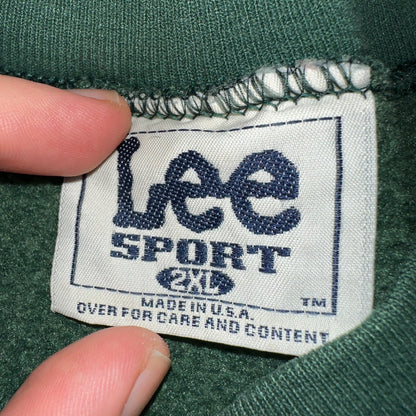 Lee
SPORT
2XL
MADE IN U.S.A.
TM
OVER FOR CARE AND CONTENT